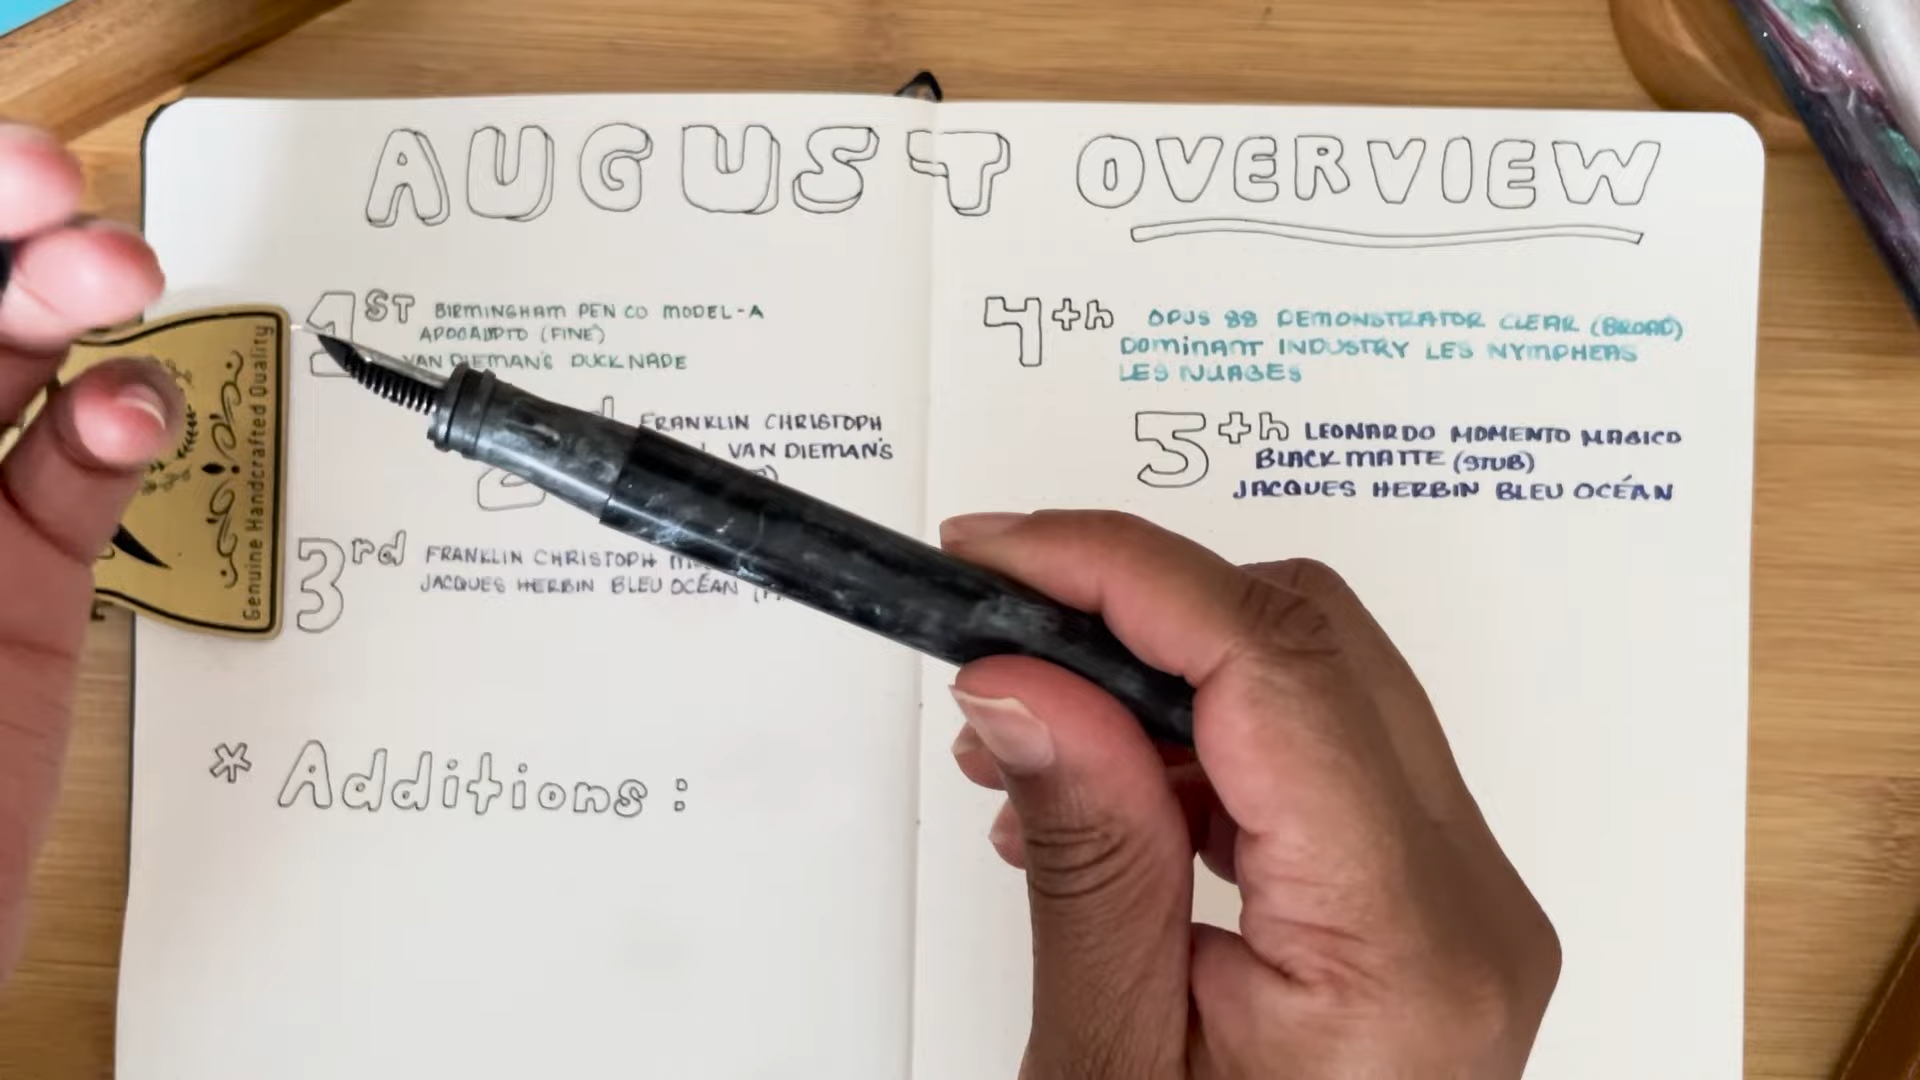 AUGUST OVERVIEW
1ST BIRMINGHAM PEN CO MODEL-A
APOCALYPTO (FINE)
VAN DIEMAN'S DUCK NADE
FRANKLIN CHRISTOPH
VAN DIEMAN'S
3rd FRANKLIN CHRISTOPH
JACQUES HERBIN BLEU OCÉAN
* Additions:
4th OPUS 88 DEMONSTRATOR CLEAR (BROAD)
DOMINANT INDUSTRY LES NYMPHEAS
LES NUAGES
5th LEONARDO MOMENTO MAGICO
BLACK MATTE (STUB)
JACQUES HERBIN BLEU OCÉAN
Genuine Handcrafted Quality